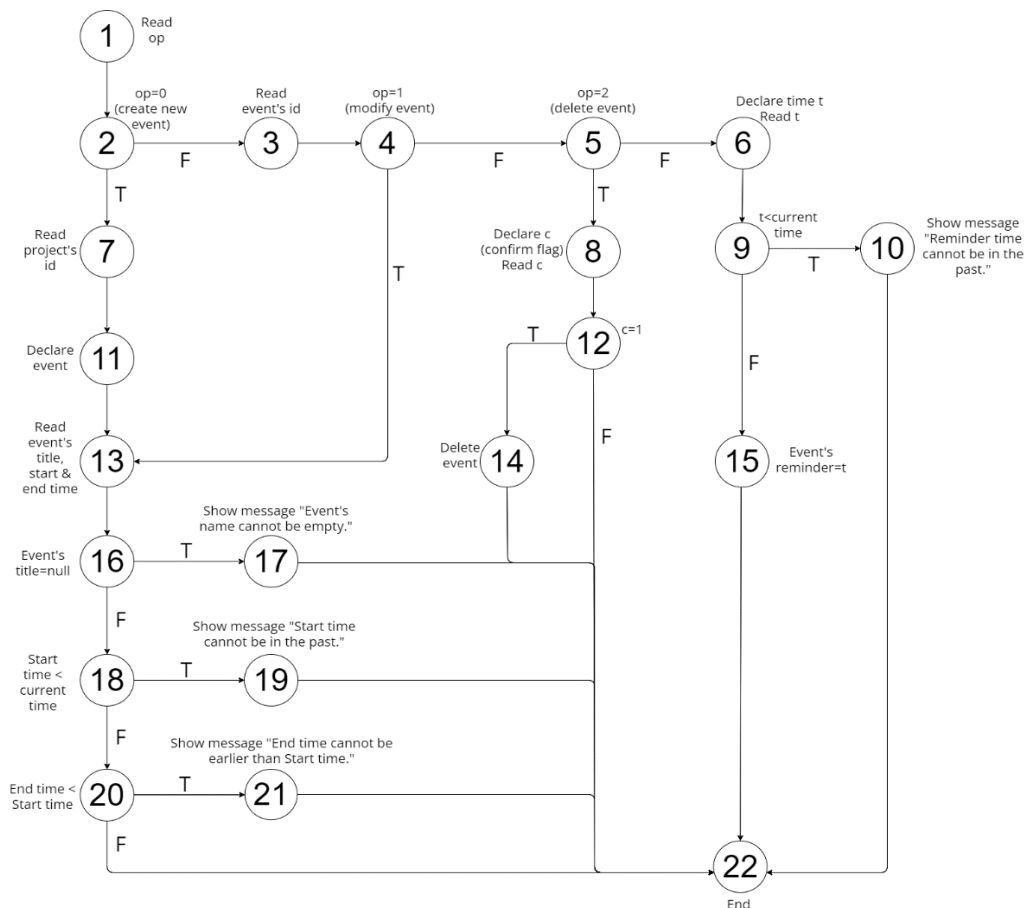 1
Read
op
op=0
(create new
event)
2
F
T
Read
event's id
3
op=1
(modify event)
4
F
T
op=2
(delete event)
5
F
T
Declare time t
Read t
6
Read
project's
id
7
Declare c
(confirm flag)
Read c
8
t<current
time
9
T
F
10
Show message
"Reminder time
cannot be in the
past."
Declare
event
11
T
12
c=1
F
Read
event's
title,
start &
end time
13
Delete
event
14
15
Event's
reminder=t
Event's
title=null
16
T
F
Show message "Event's
name cannot be empty."
17
Start
time <
current
time
18
T
F
Show message "Start time
cannot be in the past."
19
End time <
Start time
20
T
F
Show message "End time cannot be
earlier than Start time."
21
22
End